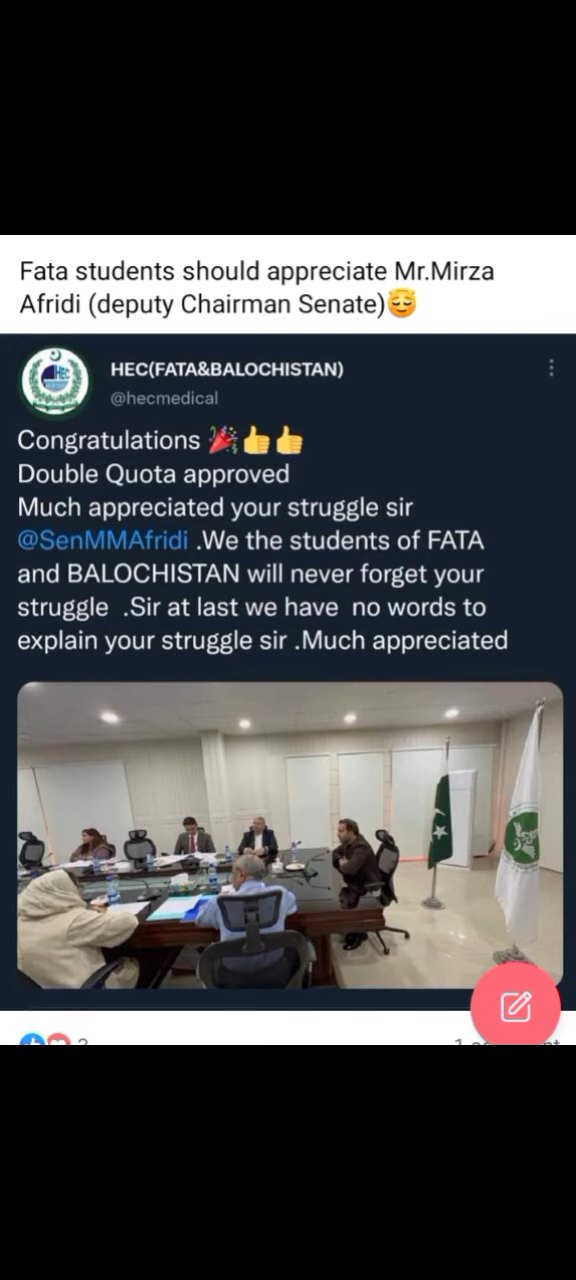 Fata students should appreciate Mr.Mirza
Afridi (deputy Chairman Senate)😇
HEC(FATA&BALOCHISTAN)
@hecmedical
Congratulations 🎉👍👍
Double Quota approved
Much appreciated your struggle sir
@SenMMAfridi .We the students of FATA
and BALOCHISTAN will never forget your
struggle .Sir at last we have no words to
explain your struggle sir .Much appreciated
HEC